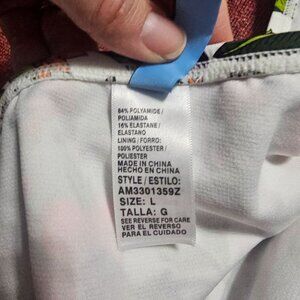 84% POLYAMIDE /
POLIAMIDA
16% ELASTANE /
ELASTANO
LINING / FORRO:
100% POLYESTER /
POLIESTER
MADE IN CHINA
HECHO EN CHINA
STYLE / ESTILO:
AM3301359Z
SIZE: L
TALLA: G
SEE REVERSE FOR CARE
VER EL REVERSO
PARA EL CUIDADO